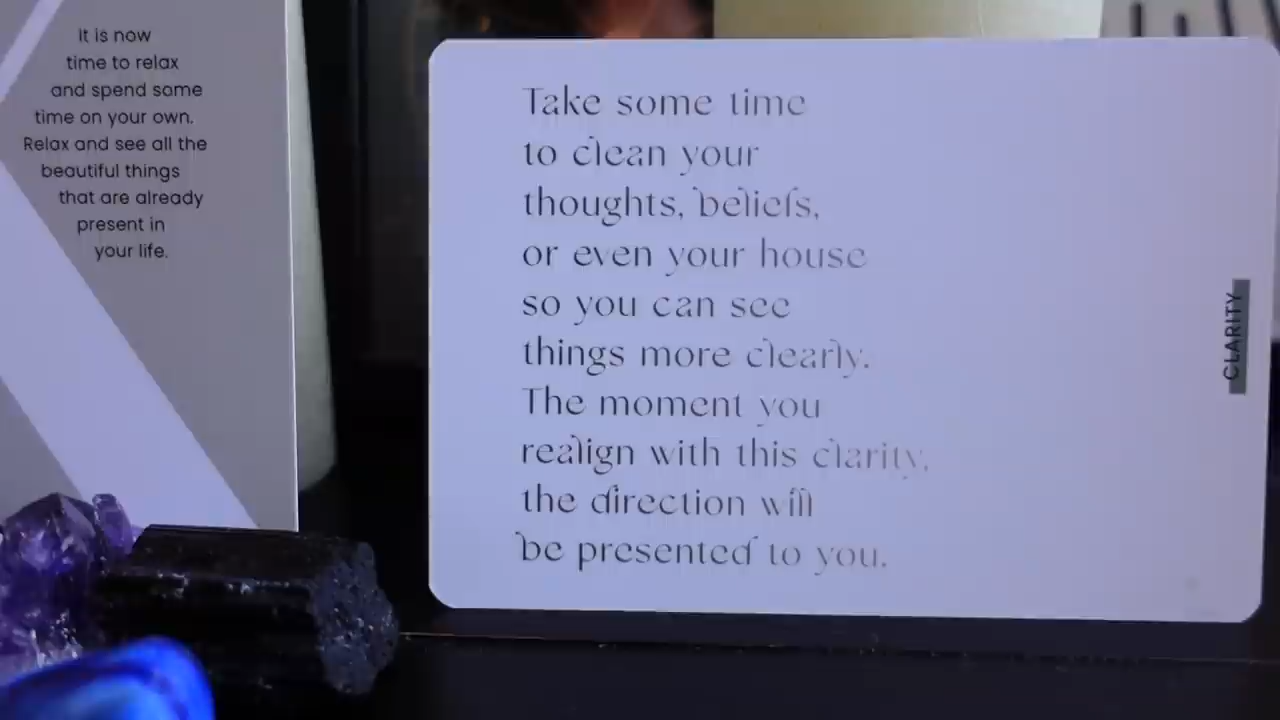 It is now
time to relax
and spend some
time on your own.
Relax and see all the
beautiful things
that are already
present in
your life.
Take some time
to clean your
thoughts, beliefs,
or even your house
so you can see
things more clearly.
The moment you
realign with this clarity,
the direction will
be presented to you.
CLARITY